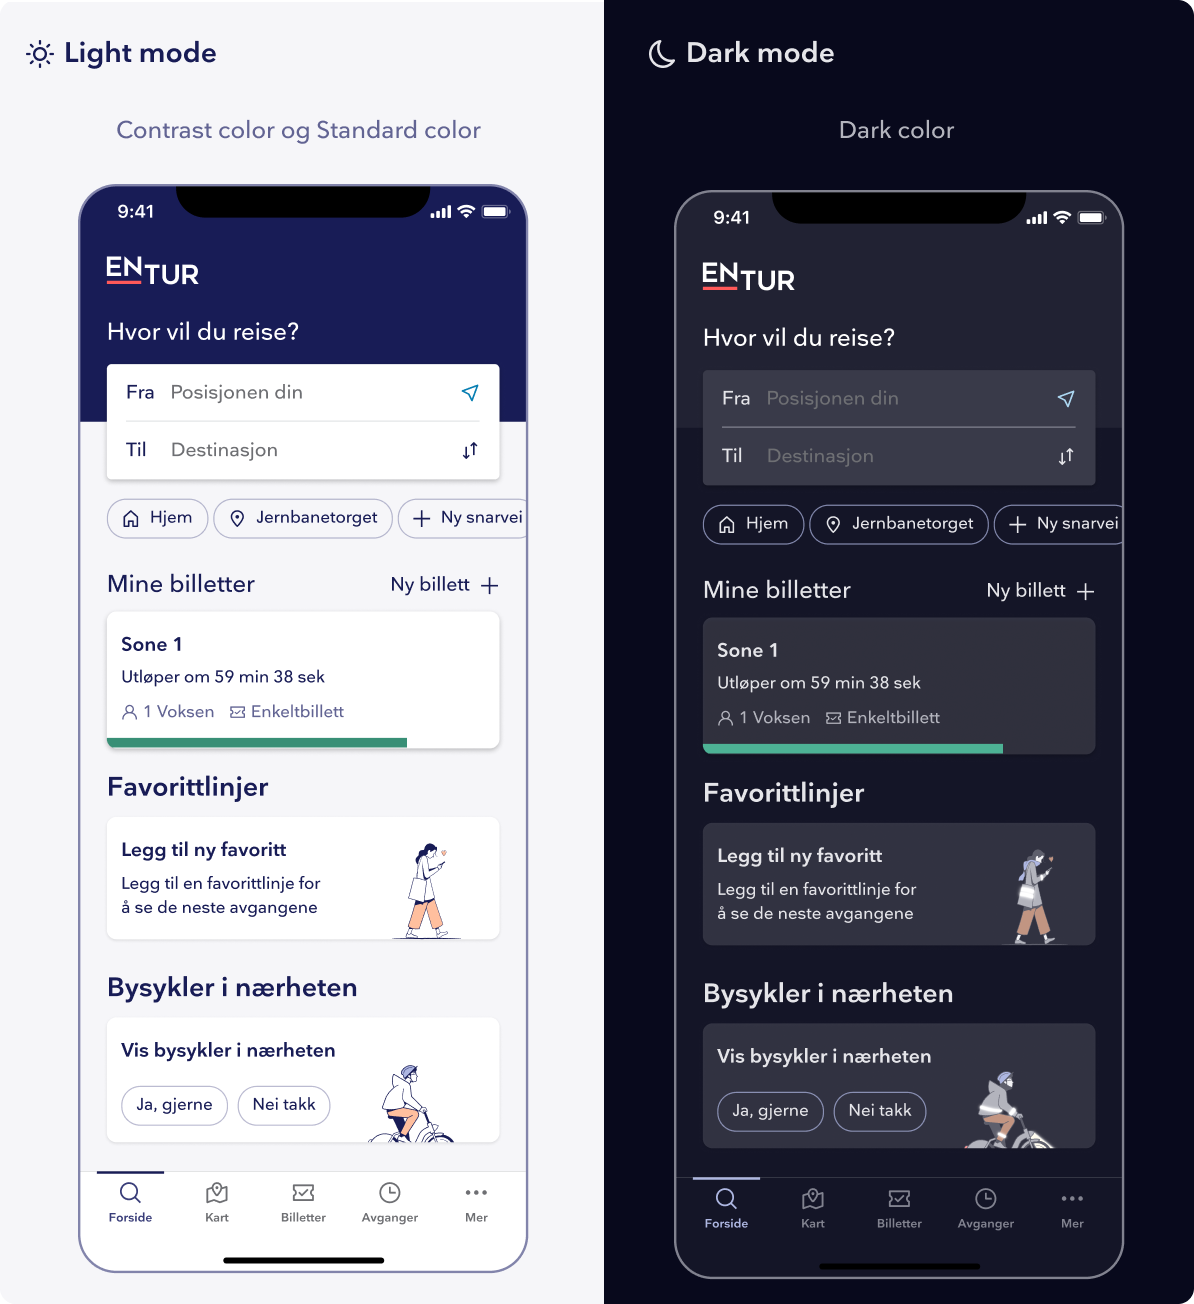 Light mode
Contrast color og Standard color
9:41
ENTUR
Hvor vil du reise?
Fra Posisjonen din
Til Destinasjon
Hjem Jernbanetorget Ny snarvei
Mine billetter Ny billett
Sone 1
Utløper om 59 min 38 sek
1 Voksen Enkeltbillett
Favorittlinjer
Legg til ny favoritt
Legg til en favorittlinje for
å se de neste avgangene
Bysykler i nærheten
Vis bysykler i nærheten
Ja, gjerne Nei takk
Forside Kart Billetter Avganger Mer
Dark mode
Dark color
9:41
ENTUR
Hvor vil du reise?
Fra Posisjonen din
Til Destinasjon
Hjem Jernbanetorget Ny snarvei
Mine billetter Ny billett
Sone 1
Utløper om 59 min 38 sek
1 Voksen Enkeltbillett
Favorittlinjer
Legg til ny favoritt
Legg til en favorittlinje for
å se de neste avgangene
Bysykler i nærheten
Vis bysykler i nærheten
Ja, gjerne Nei takk
Forside Kart Billetter Avganger Mer